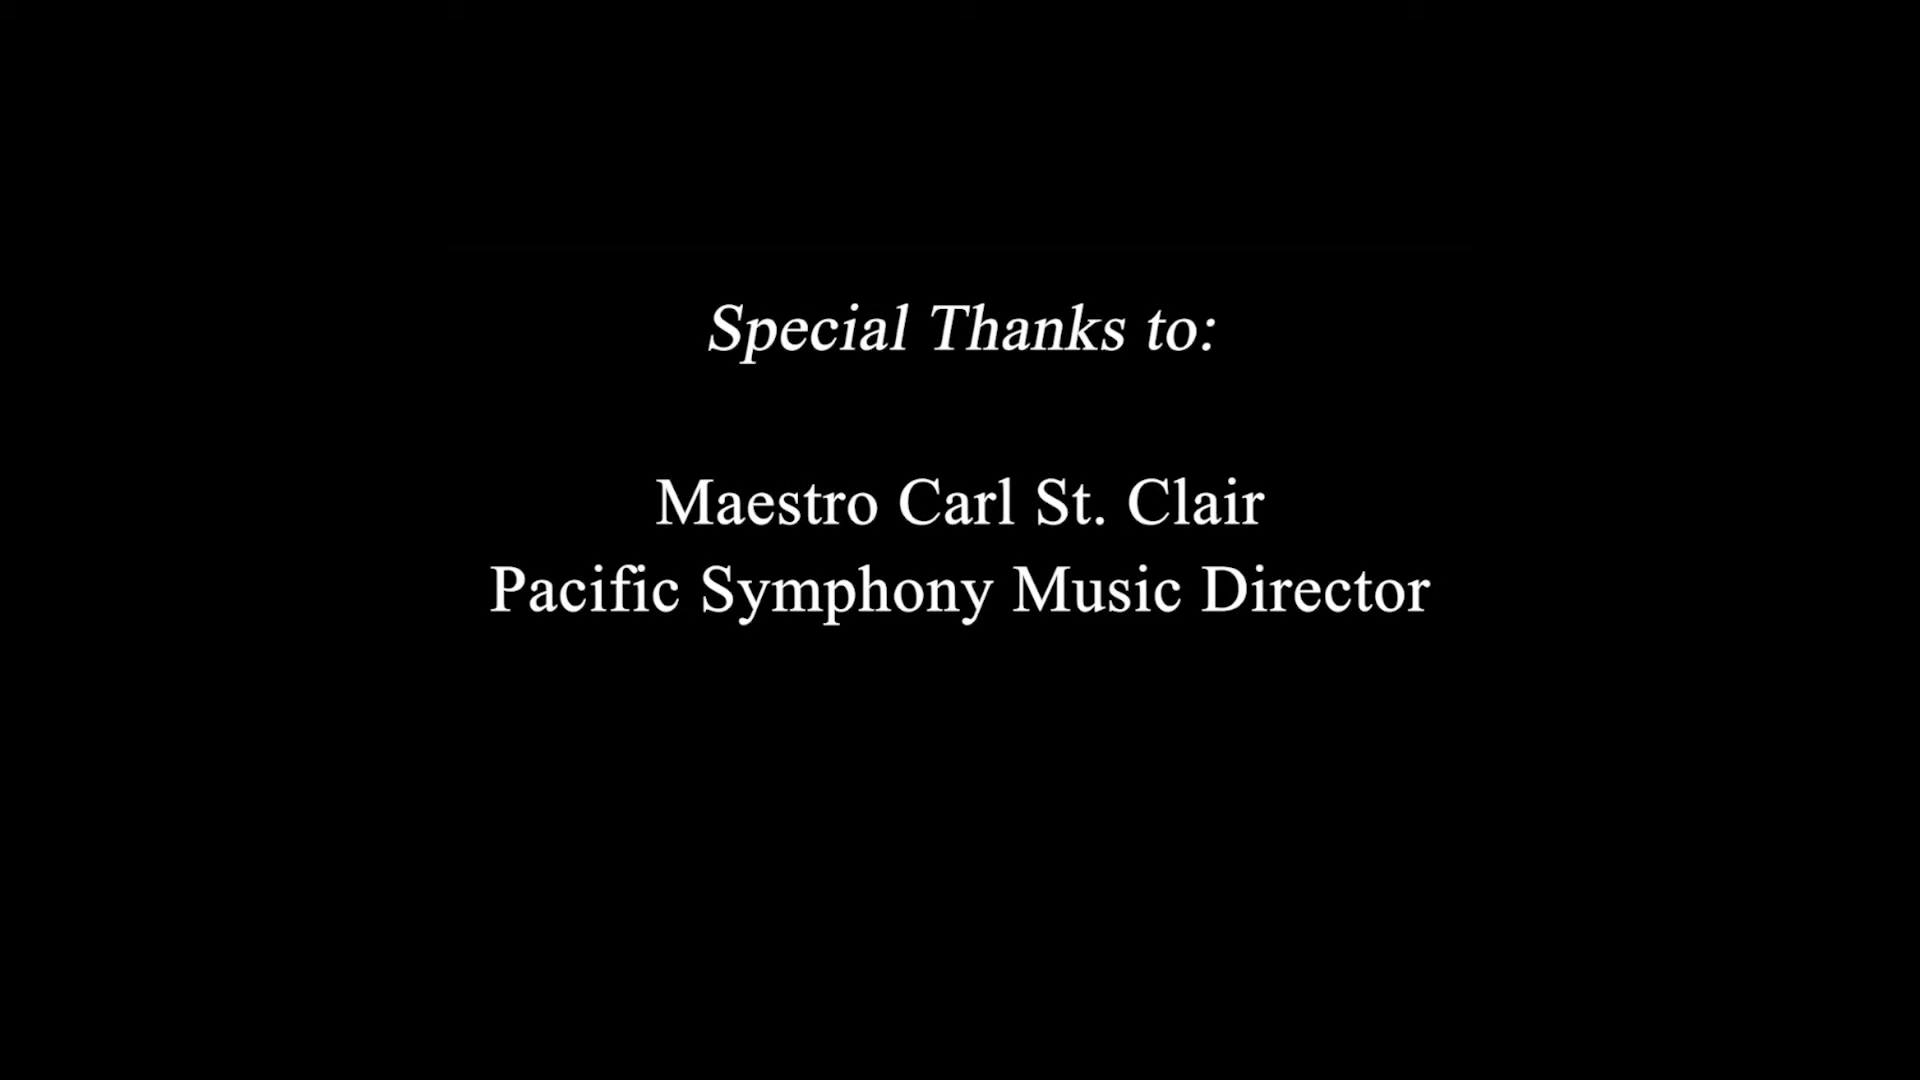 Special Thanks to:
Maestro Carl St. Clair
Pacific Symphony Music Director